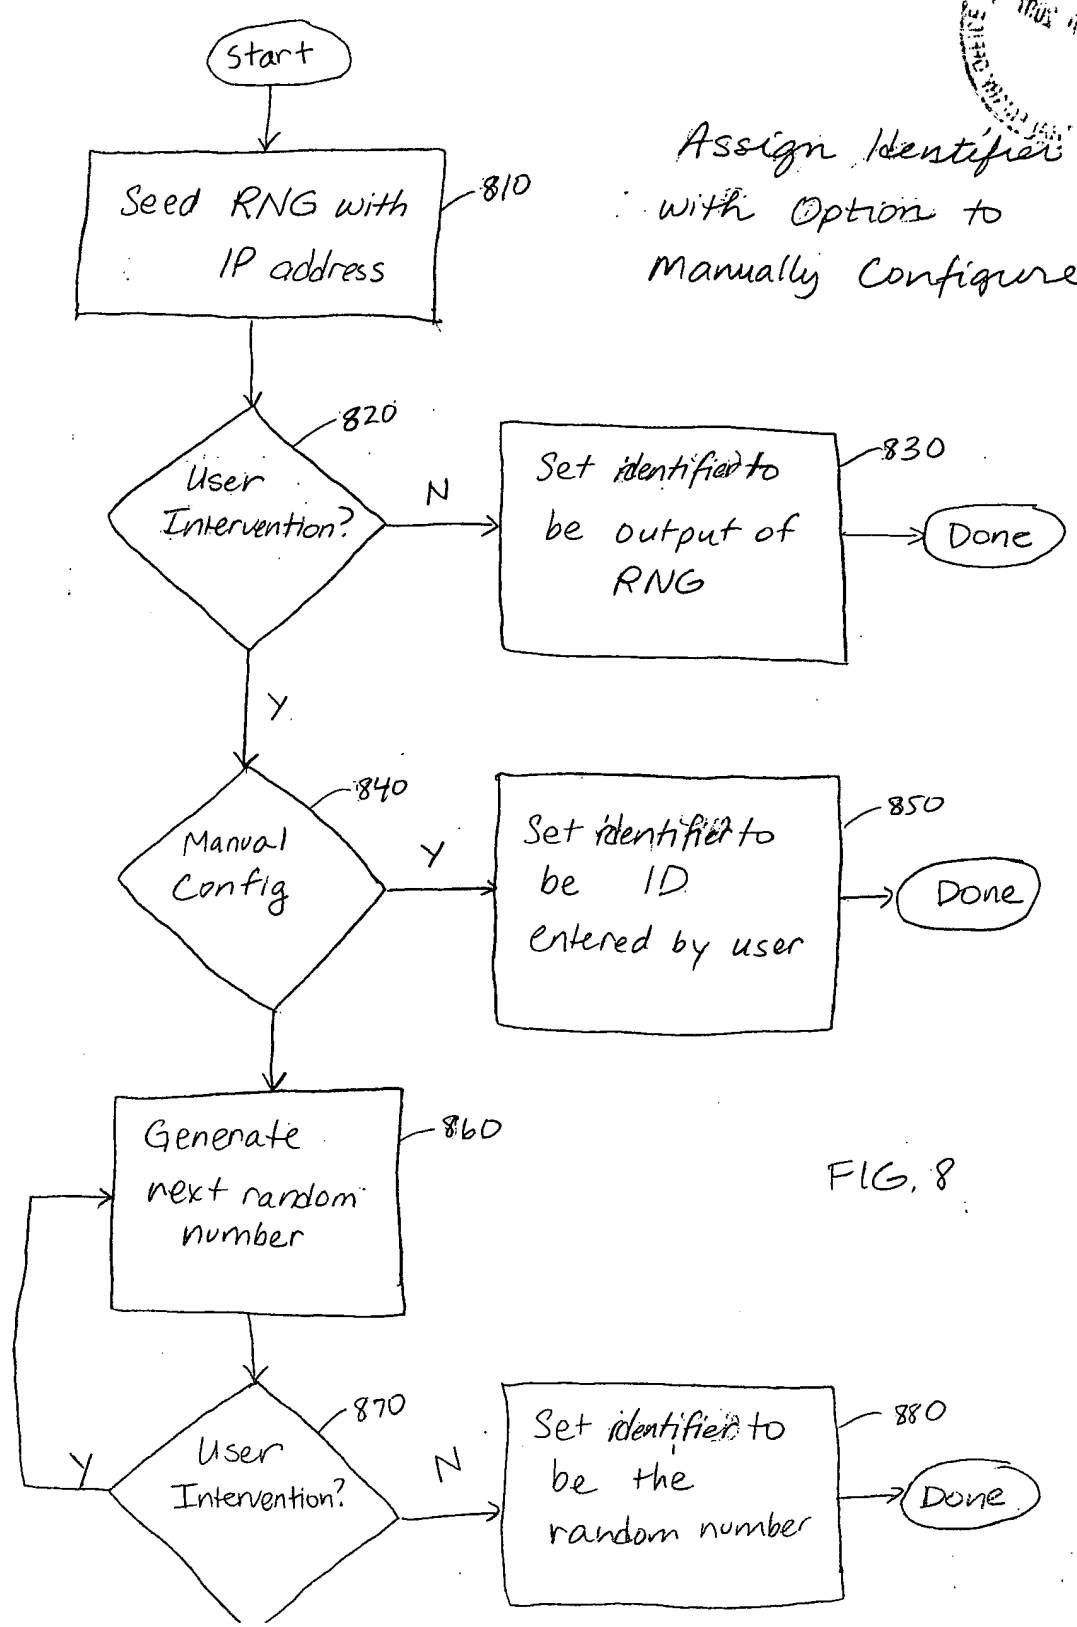 Start
Assign Identifier
with Option to
Manually Configure
Seed RNG with
IP address
810
820
User
Intervention?
N
Set identifier to
be output of
RNG
830
Done
Y
840
Manual
Config
Y
Set identifier to
be ID
entered by user
850
Done
Generate
next random
number
860
FIG. 8
870
User
Intervention?
Y
N
Set identifier to
be the
random number
880
Done